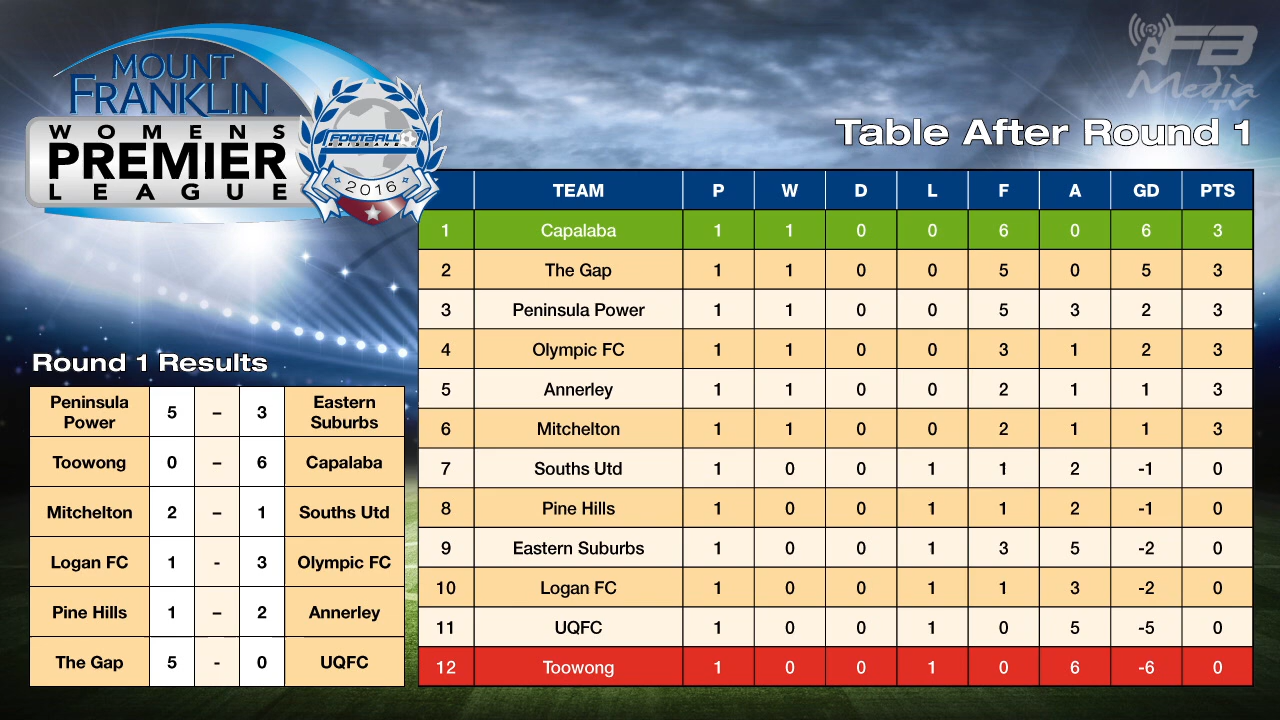 MOUNT
FRANKLIN
WOMENS
PREMIER
LEAGUE
FOOTBALL
BRISBANE
2016
FB
Media
TV
Table After Round 1
TEAM P W D L F A GD PTS
1 Capalaba 1 1 0 0 6 0 6 3
2 The Gap 1 1 0 0 5 0 5 3
3 Peninsula Power 1 1 0 0 5 3 2 3
4 Olympic FC 1 1 0 0 3 1 2 3
5 Annerley 1 1 0 0 2 1 1 3
6 Mitchelton 1 1 0 0 2 1 1 3
7 Souths Utd 1 0 0 1 1 2 -1 0
8 Pine Hills 1 0 0 1 1 2 -1 0
9 Eastern Suburbs 1 0 0 1 3 5 -2 0
10 Logan FC 1 0 0 1 1 3 -2 0
11 UQFC 1 0 0 1 0 5 -5 0
12 Toowong 1 0 0 1 0 6 -6 0
Round 1 Results
Peninsula Power 5 – 3 Eastern Suburbs
Toowong 0 – 6 Capalaba
Mitchelton 2 – 1 Souths Utd
Logan FC 1 - 3 Olympic FC
Pine Hills 1 – 2 Annerley
The Gap 5 - 0 UQFC